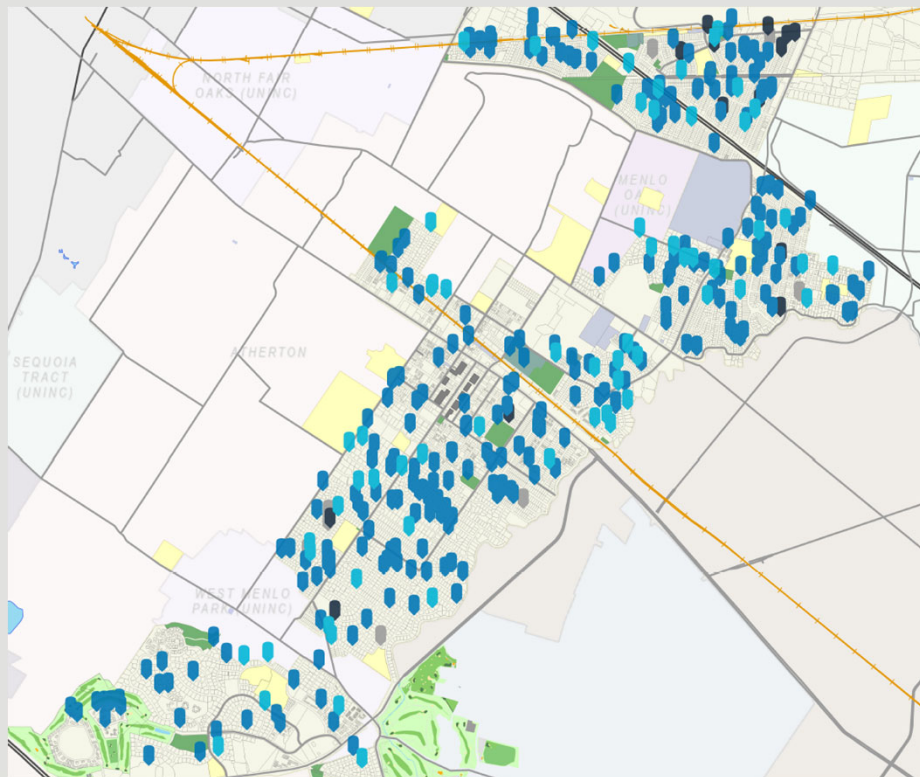 NORTH FAIR
OAKS (UNINC)
MENLO
OAKS
(UNINC)
ATHERTON
SEQUOIA
TRACT
(UNINC)
WEST MENLO
PARK (UNINC)